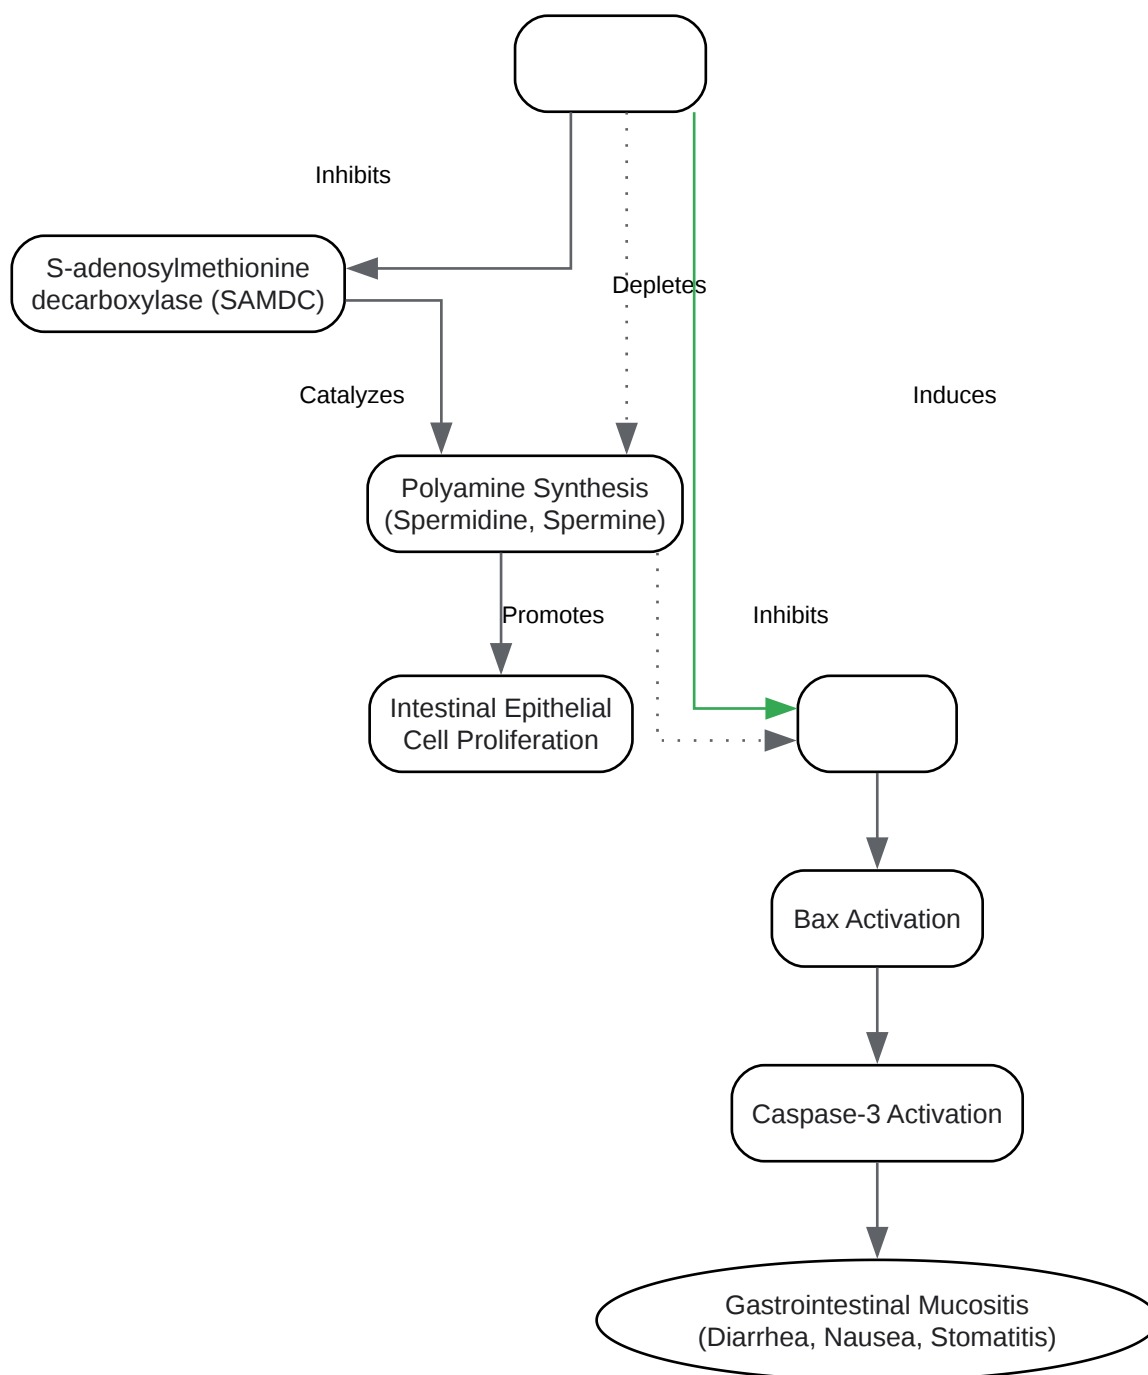 Inhibits
S-adenosylmethionine
decarboxylase (SAMDC)
Depletes
Catalyzes
Induces
Polyamine Synthesis
(Spermidine, Spermine)
Promotes
Inhibits
Intestinal Epithelial
Cell Proliferation
Bax Activation
Caspase-3 Activation
Gastrointestinal Mucositis
(Diarrhea, Nausea, Stomatitis)